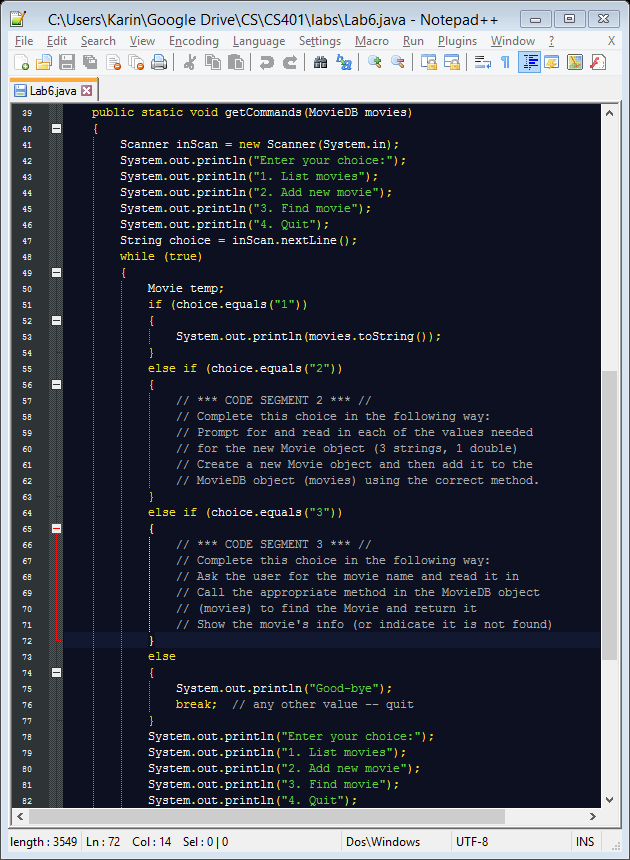 C:\Users\Karin\Google Drive\CS\CS401\labs\Lab6.java - Notepad++
File Edit Search View Encoding Language Settings Macro Run Plugins Window ? X
Lab6.java
39 public static void getCommands(MovieDB movies)
40 {
41 Scanner inScan = new Scanner(System.in);
42 System.out.println("Enter your choice:");
43 System.out.println("1. List movies");
44 System.out.println("2. Add new movie");
45 System.out.println("3. Find movie");
46 System.out.println("4. Quit");
47 String choice = inScan.nextLine();
48 while (true)
49 {
50 Movie temp;
51 if (choice.equals("1"))
52 {
53 System.out.println(movies.toString());
54 }
55 else if (choice.equals("2"))
56 {
57 // *** CODE SEGMENT 2 *** //
58 // Complete this choice in the following way:
59 // Prompt for and read in each of the values needed
60 // for the new Movie object (3 strings, 1 double)
61 // Create a new Movie object and then add it to the
62 // MovieDB object (movies) using the correct method.
63 }
64 else if (choice.equals("3"))
65 {
66 // *** CODE SEGMENT 3 *** //
67 // Complete this choice in the following way:
68 // Ask the user for the movie name and read it in
69 // Call the appropriate method in the MovieDB object
70 // (movies) to find the Movie and return it
71 // Show the movie's info (or indicate it is not found)
72 }
73 else
74 {
75 System.out.println("Good-bye");
76 break; // any other value -- quit
77 }
78 System.out.println("Enter your choice:");
79 System.out.println("1. List movies");
80 System.out.println("2. Add new movie");
81 System.out.println("3. Find movie");
82 System.out.println("4. Quit");
length : 3549 Ln : 72 Col : 14 Sel : 0 | 0 Dos\Windows UTF-8 INS